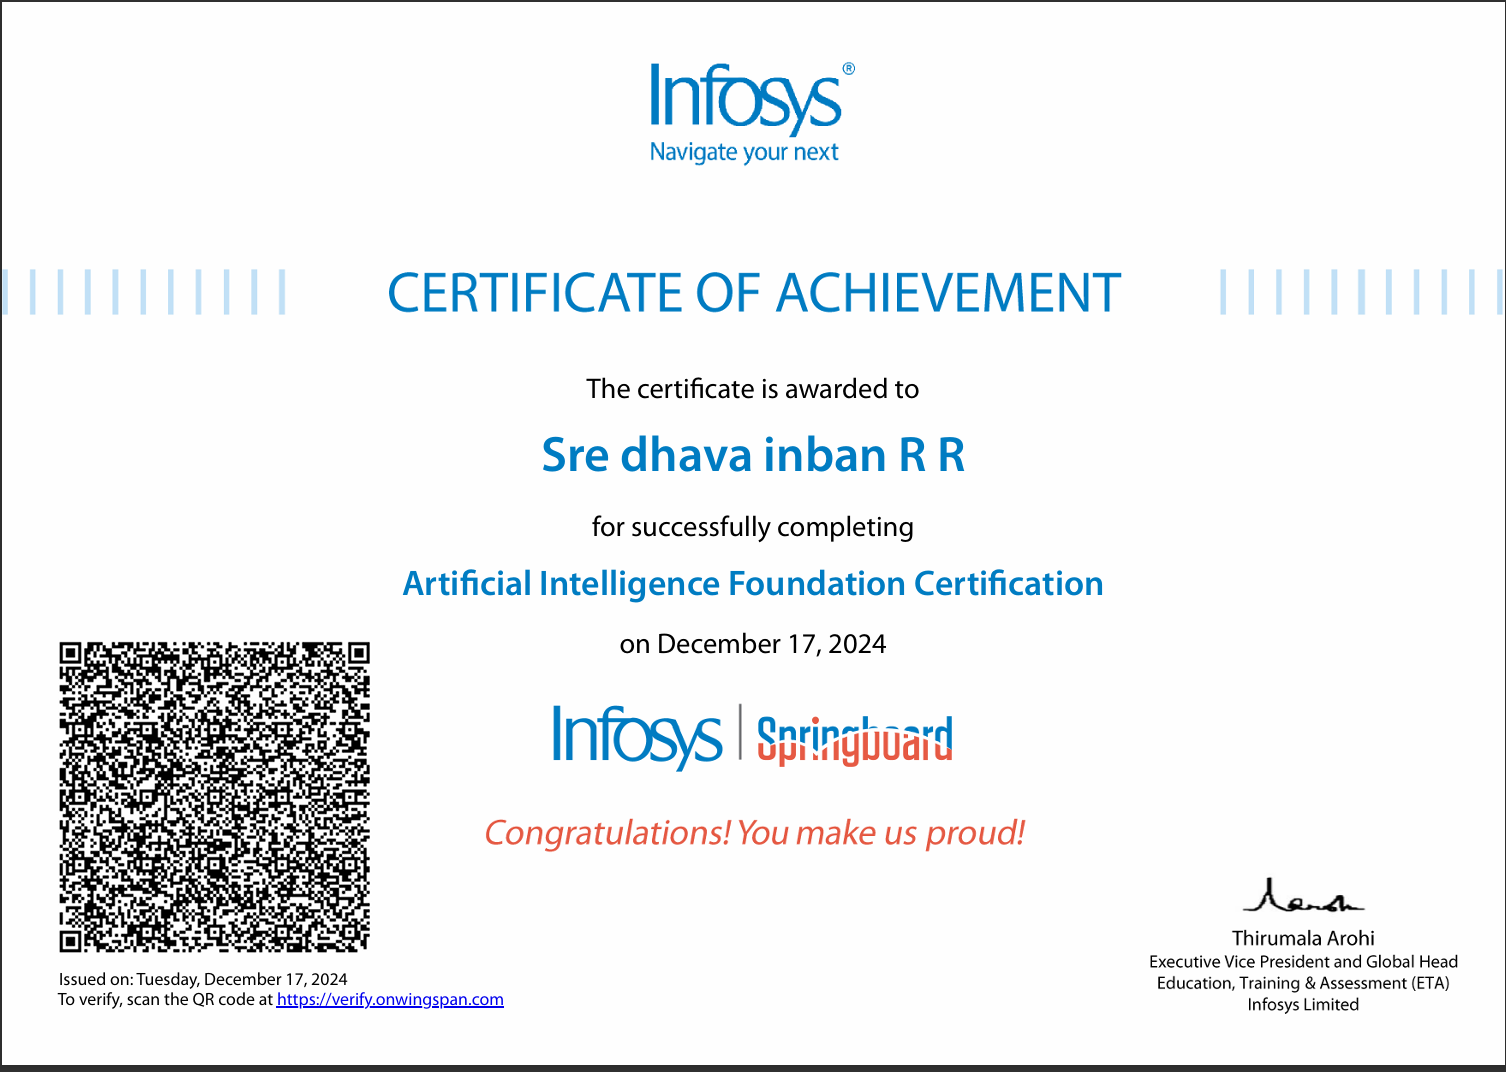 Infosys®
Navigate your next
CERTIFICATE OF ACHIEVEMENT
The certificate is awarded to
Sre dhava inban R R
for successfully completing
Artificial Intelligence Foundation Certification
on December 17, 2024
Infosys | Springboard
Congratulations! You make us proud!
Issued on: Tuesday, December 17, 2024
To verify, scan the QR code at https://verify.onwingspan.com
Thirumala Arohi
Executive Vice President and Global Head
Education, Training & Assessment (ETA)
Infosys Limited